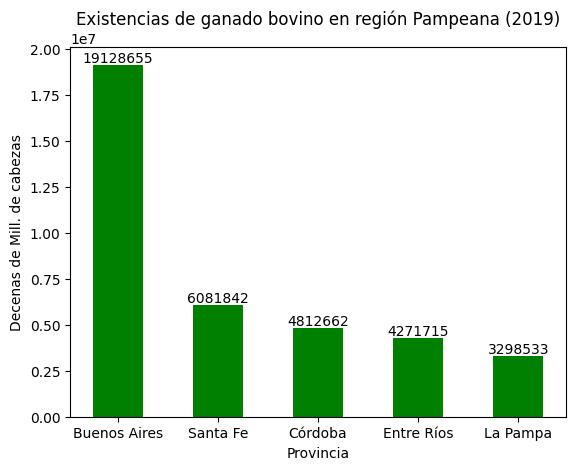 Existencias de ganado bovino en región Pampeana (2019)
1e7
Decenas de Mill. de cabezas
2.00
1.75
1.50
1.25
1.00
0.75
0.50
0.25
0.00
19128655
6081842
4812662
4271715
3298533
Buenos Aires Santa Fe Córdoba Entre Ríos La Pampa
Provincia